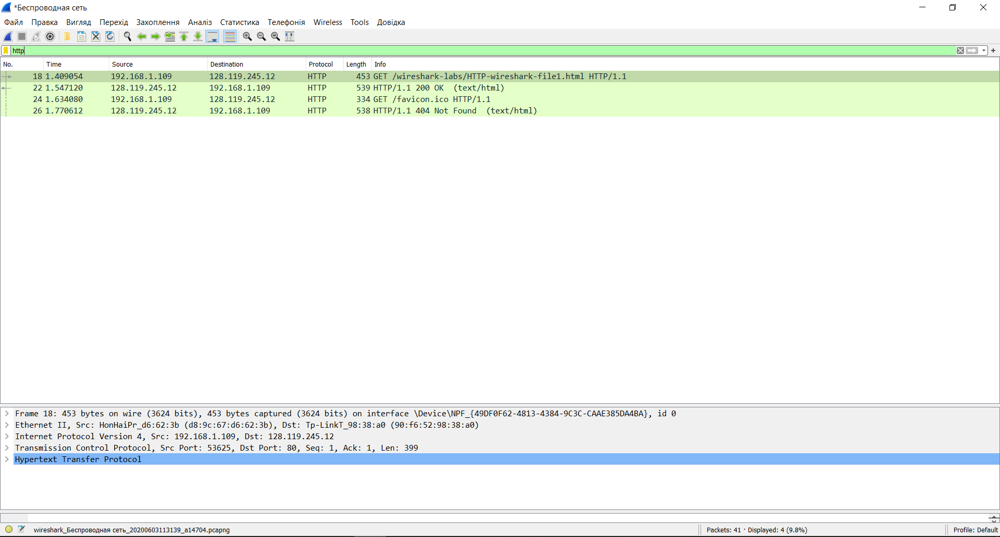 *Беспроводная сеть
Файл Правка Вигляд Перехід Захоплення Аналіз Статистика Телефонія Wireless Tools Довідка
http
No. Time Source Destination Protocol Length Info
18 1.409054 192.168.1.109 128.119.245.12 HTTP 453 GET /wireshark-labs/HTTP-wireshark-file1.html HTTP/1.1
22 1.547120 128.119.245.12 192.168.1.109 HTTP 539 HTTP/1.1 200 OK (text/html)
24 1.634080 192.168.1.109 128.119.245.12 HTTP 334 GET /favicon.ico HTTP/1.1
26 1.770612 128.119.245.12 192.168.1.109 HTTP 538 HTTP/1.1 404 Not Found (text/html)
Frame 18: 453 bytes on wire (3624 bits), 453 bytes captured (3624 bits) on interface \Device\NPF_{49DF0F62-4813-4384-9C3C-CAAE385DA4BA}, id 0
Ethernet II, Src: HonHaiPr_d6:62:3b (d8:9c:67:d6:62:3b), Dst: Tp-LinkT_98:38:a0 (90:f6:52:98:38:a0)
Internet Protocol Version 4, Src: 192.168.1.109, Dst: 128.119.245.12
Transmission Control Protocol, Src Port: 53625, Dst Port: 80, Seq: 1, Ack: 1, Len: 399
Hypertext Transfer Protocol
wireshark_Беспроводная сеть_20200603113139_a14704.pcapng Packets: 41 · Displayed: 4 (9.8%) Profile: Default